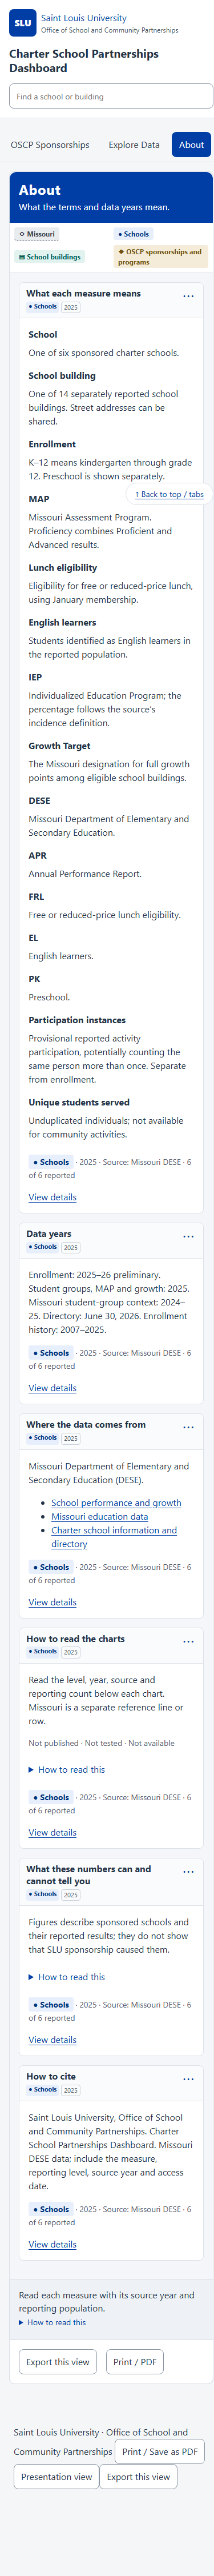 SLU
Saint Louis University
Office of School and Community Partnerships
Charter School Partnerships
Dashboard
Find a school or building
OSCP Sponsorships
Explore Data
About
About
What the terms and data years mean.
Missouri
Schools
School buildings
OSCP sponsorships and
programs
What each measure means
Schools 2025
School
One of six sponsored charter schools.
School building
One of 14 separately reported school
buildings. Street addresses can be
shared.
Enrollment
K–12 means kindergarten through grade
12. Preschool is shown separately.
↑ Back to top / tabs
MAP
Missouri Assessment Program.
Proficiency combines Proficient and
Advanced results.
Lunch eligibility
Eligibility for free or reduced-price lunch,
using January membership.
English learners
Students identified as English learners in
the reported population.
IEP
Individualized Education Program; the
percentage follows the source's
incidence definition.
Growth Target
The Missouri designation for full growth
points among eligible school buildings.
DESE
Missouri Department of Elementary and
Secondary Education.
APR
Annual Performance Report.
FRL
Free or reduced-price lunch eligibility.
EL
English learners.
PK
Preschool.
Participation instances
Provisional reported activity
participation, potentially counting the
same person more than once. Separate
from enrollment.
Unique students served
Unduplicated individuals; not available
for community activities.
Schools · 2025 · Source: Missouri DESE · 6
of 6 reported
View details
Data years
Schools 2025
Enrollment: 2025–26 preliminary.
Student groups, MAP and growth: 2025.
Missouri student-group context: 2024–
25. Directory: June 30, 2026. Enrollment
history: 2007–2025.
Schools · 2025 · Source: Missouri DESE · 6
of 6 reported
View details
Where the data comes from
Schools 2025
Missouri Department of Elementary and
Secondary Education (DESE).
• School performance and growth
• Missouri education data
• Charter school information and
directory
Schools · 2025 · Source: Missouri DESE · 6
of 6 reported
View details
How to read the charts
Schools 2025
Read the level, year, source and
reporting count below each chart.
Missouri is a separate reference line or
row.
Not published · Not tested · Not available
How to read this
Schools · 2025 · Source: Missouri DESE · 6
of 6 reported
View details
What these numbers can and
cannot tell you
Schools 2025
Figures describe sponsored schools and
their reported results; they do not show
that SLU sponsorship caused them.
How to read this
Schools · 2025 · Source: Missouri DESE · 6
of 6 reported
View details
How to cite
Schools 2025
Saint Louis University, Office of School
and Community Partnerships. Charter
School Partnerships Dashboard. Missouri
DESE data; include the measure,
reporting level, source year and access
date.
Schools · 2025 · Source: Missouri DESE · 6
of 6 reported
View details
Read each measure with its source year and
reporting population.
How to read this
Export this view
Print / PDF
Saint Louis University · Office of School and
Community Partnerships Print / Save as PDF
Presentation view Export this view